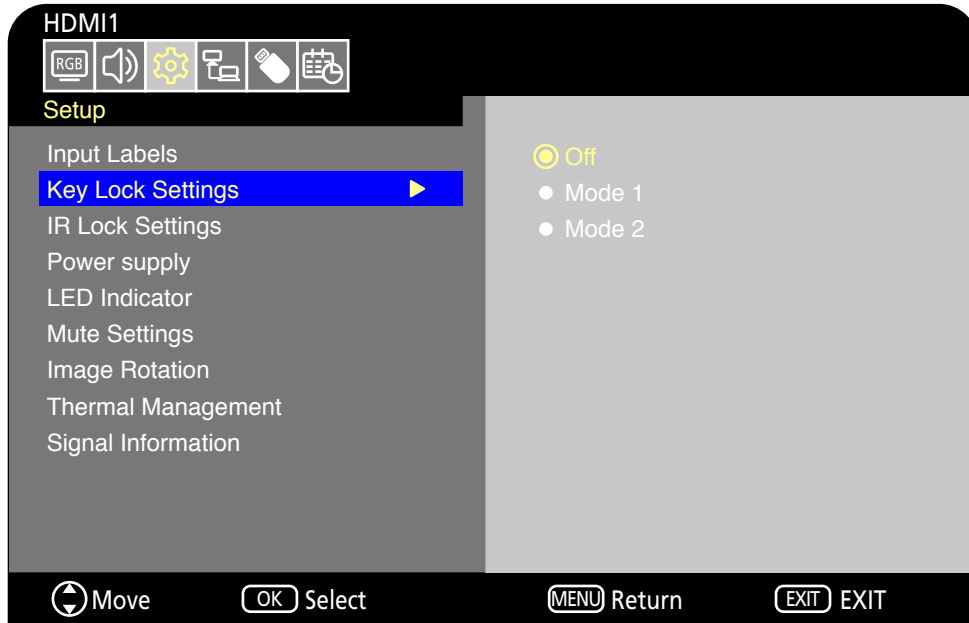 HDMI1
RGB
Setup
Input Labels
Key Lock Settings
IR Lock Settings
Power supply
LED Indicator
Mute Settings
Image Rotation
Thermal Management
Signal Information
Off
Mode 1
Mode 2
Move OK Select MENU Return EXIT EXIT